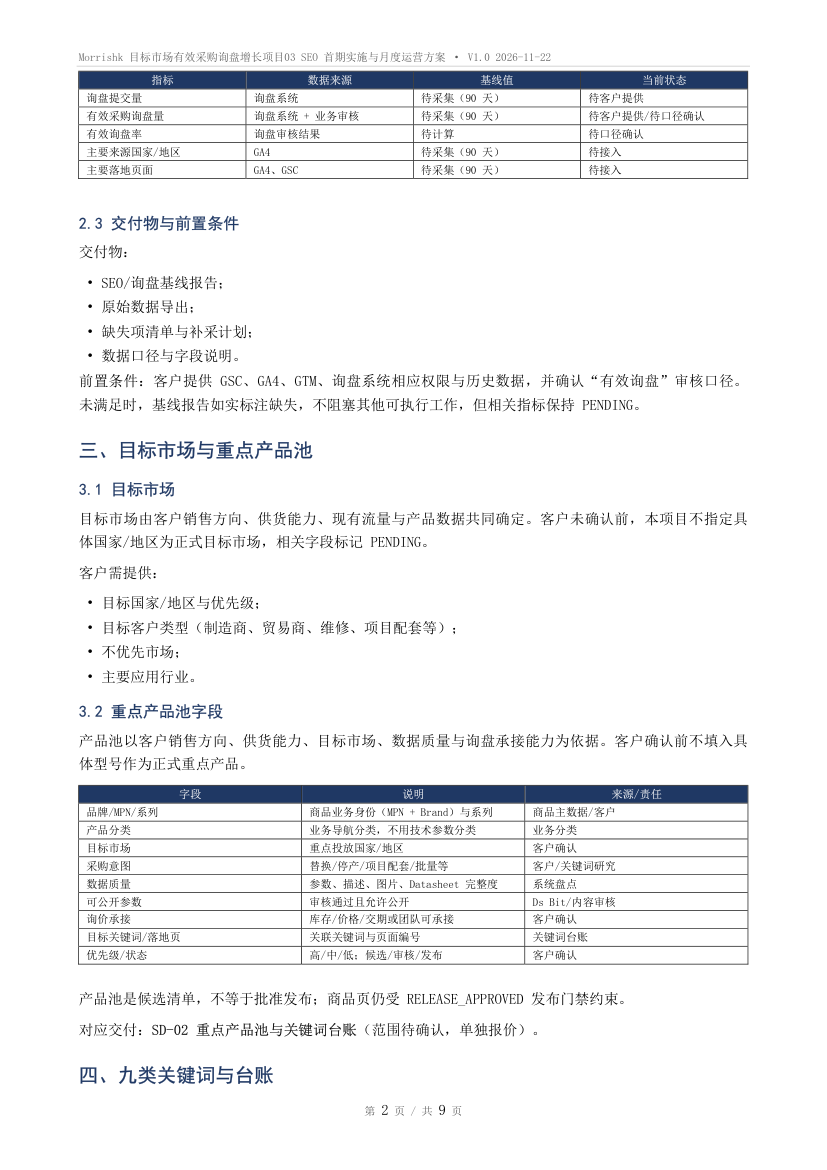 Morrishk 目标市场有效采购询盘增长项目03 SEO 首期实施与月度运营方案 • V1.0 2026-11-22
指标 数据来源 基线值 当前状态
询盘提交量 询盘系统 待采集（90 天） 待客户提供
有效采购询盘量 询盘系统 + 业务审核 待采集（90 天） 待客户提供/待口径确认
有效询盘率 询盘审核结果 待计算 待口径确认
主要来源国家/地区 GA4 待采集（90 天） 待接入
主要落地页面 GA4、GSC 待采集（90 天） 待接入
2.3 交付物与前置条件
交付物：
• SEO/询盘基线报告；
• 原始数据导出；
• 缺失项清单与补采计划；
• 数据口径与字段说明。
前置条件：客户提供 GSC、GA4、GTM、询盘系统相应权限与历史数据，并确认“有效询盘”审核口径。
未满足时，基线报告如实标注缺失，不阻塞其他可执行工作，但相关指标保持 PENDING。
三、目标市场与重点产品池
3.1 目标市场
目标市场由客户销售方向、供货能力、现有流量与产品数据共同确定。客户未确认前，本项目不指定具
体国家/地区为正式目标市场，相关字段标记 PENDING。
客户需提供：
• 目标国家/地区与优先级；
• 目标客户类型（制造商、贸易商、维修、项目配套等）；
• 不优先市场；
• 主要应用行业。
3.2 重点产品池字段
产品池以客户销售方向、供货能力、目标市场、数据质量与询盘承接能力为依据。客户确认前不填入具
体型号作为正式重点产品。
字段 说明 来源/责任
品牌/MPN/系列 商品业务身份（MPN + Brand）与系列 商品主数据/客户
产品分类 业务导航分类，不用技术参数分类 业务分类
目标市场 重点投放国家/地区 客户确认
采购意图 替换/停产/项目配套/批量等 客户/关键词研究
数据质量 参数、描述、图片、Datasheet 完整度 系统盘点
可公开参数 审核通过且允许公开 Ds Bit/内容审核
询价承接 库存/价格/交期或团队可承接 客户确认
目标关键词/落地页 关联关键词与页面编号 关键词台账
优先级/状态 高/中/低；候选/审核/发布 客户确认
产品池是候选清单，不等于批准发布；商品页仍受 RELEASE_APPROVED 发布门禁约束。
对应交付：SD-02 重点产品池与关键词台账（范围待确认，单独报价）。
四、九类关键词与台账
第 2 页 / 共 9 页